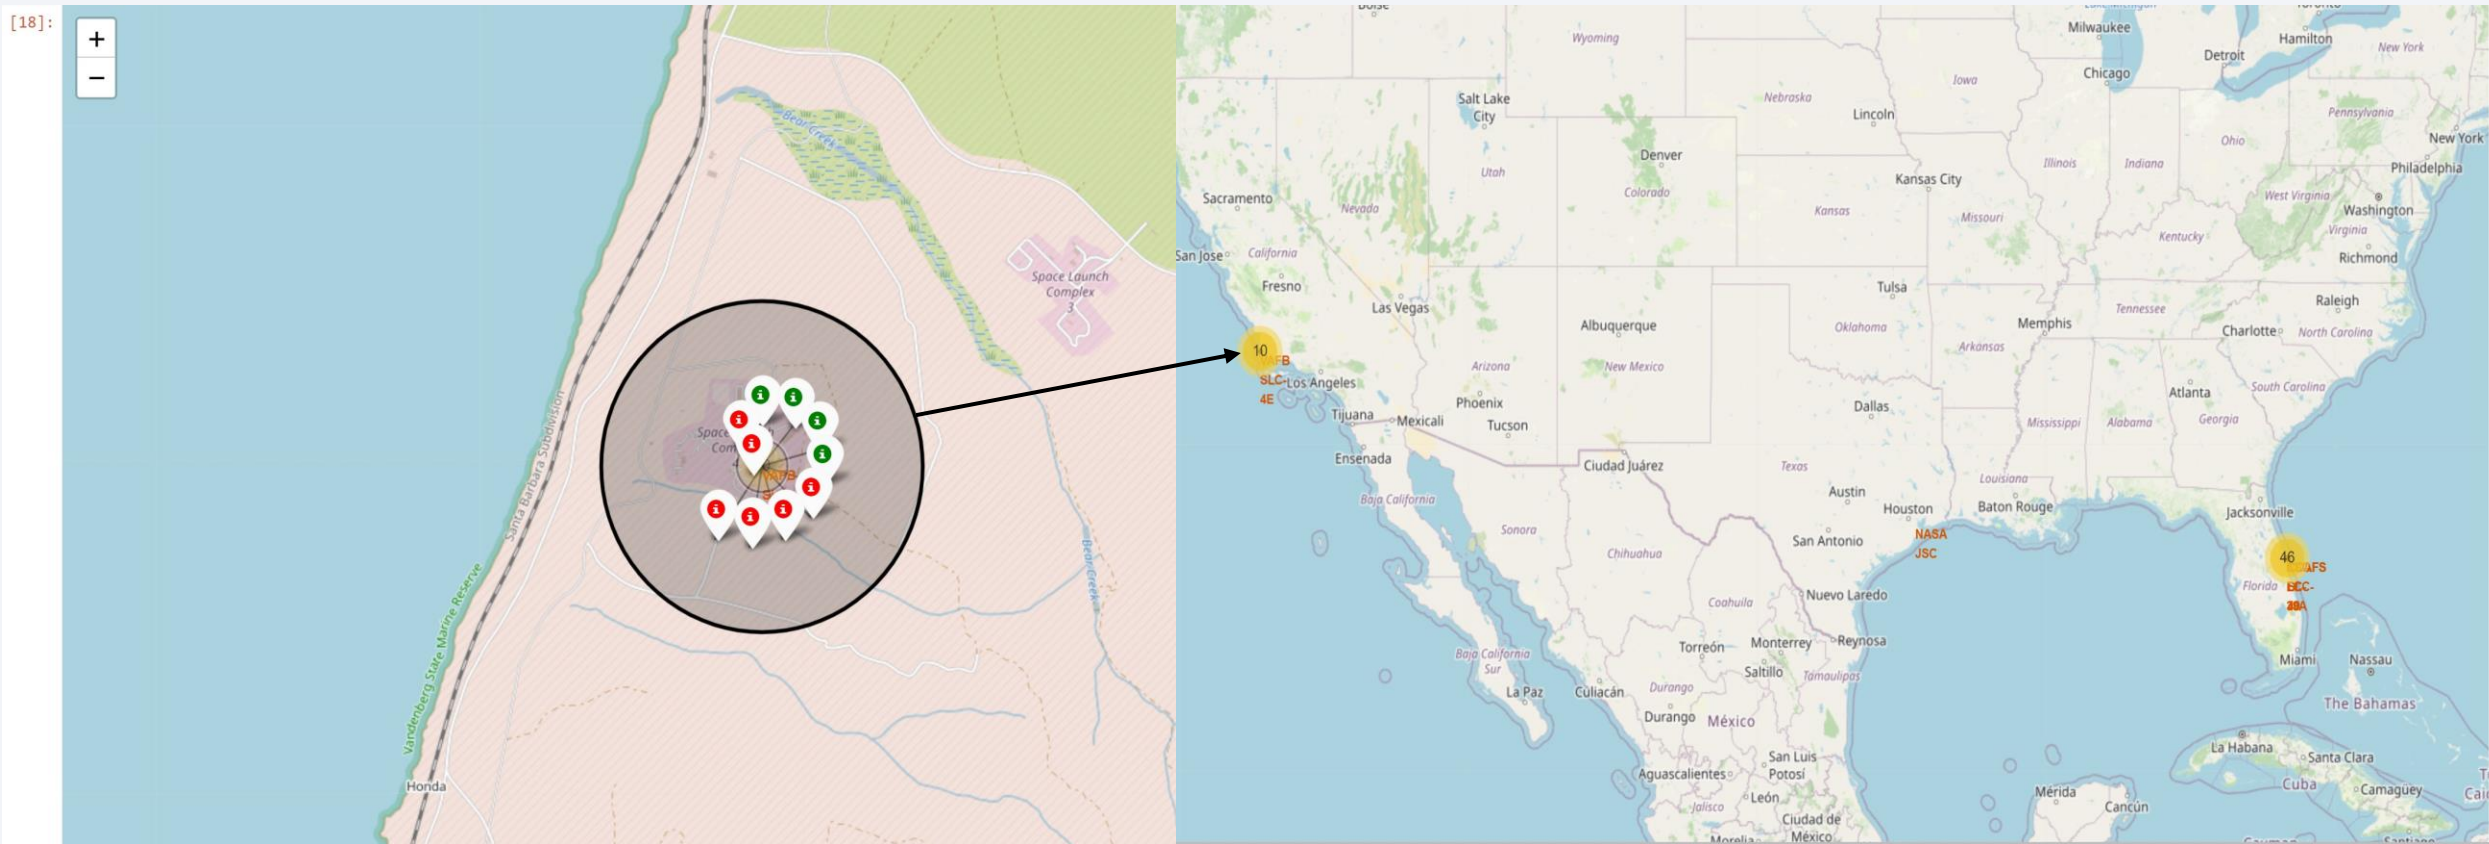 [18]:
+
−
Bear Creek
Space Launch
Complex
3
Santa Barbara Subdivision
Vandenberg State Marine Reserve
Bear Creek
Honda
4
Wyoming
Milwaukee
Hamilton
New York
Detroit
Chicago
Iowa
Salt Lake
City
Nebraska
Lincoln
Pennsylvania
New York
Ohio
Denver
Illinois
Indiana
Philadelphia
Utah
Colorado
Kansas City
Sacramento
Nevada
Kansas
Missouri
West Virginia
Washington
Virginia
Kentucky
San Jose
California
Richmond
Fresno
Las Vegas
Tulsa
Raleigh
Tennessee
Albuquerque
Oklahoma
Memphis
Charlotte
North Carolina
10
Arkansas
SLC-
4E
Los Angeles
Arizona
New Mexico
South Carolina
Phoenix
Atlanta
Dallas
Tijuana
Mexicali
Tucson
Mississippi
Alabama
Georgia
Ensenada
Ciudad Juárez
Texas
Louisiana
Baja California
Austin
Houston
Baton Rouge
Jacksonville
Sonora
NASA
JSC
San Antonio
Chihuahua
46
Florida
Nuevo Laredo
Coahuila
Reynosa
Baja California
Sur
Torreón
Monterrey
Saltillo
Miami
Nassau
Tamaulipas
La Paz
Culiacán
Durango
Durango
México
The Bahamas
La Habana
Santa Clara
San Luis
Potosí
Aguascalientes
Cuba
Camagüey
León
Jalisco
Mérida
Cancún
Ciudad de
México